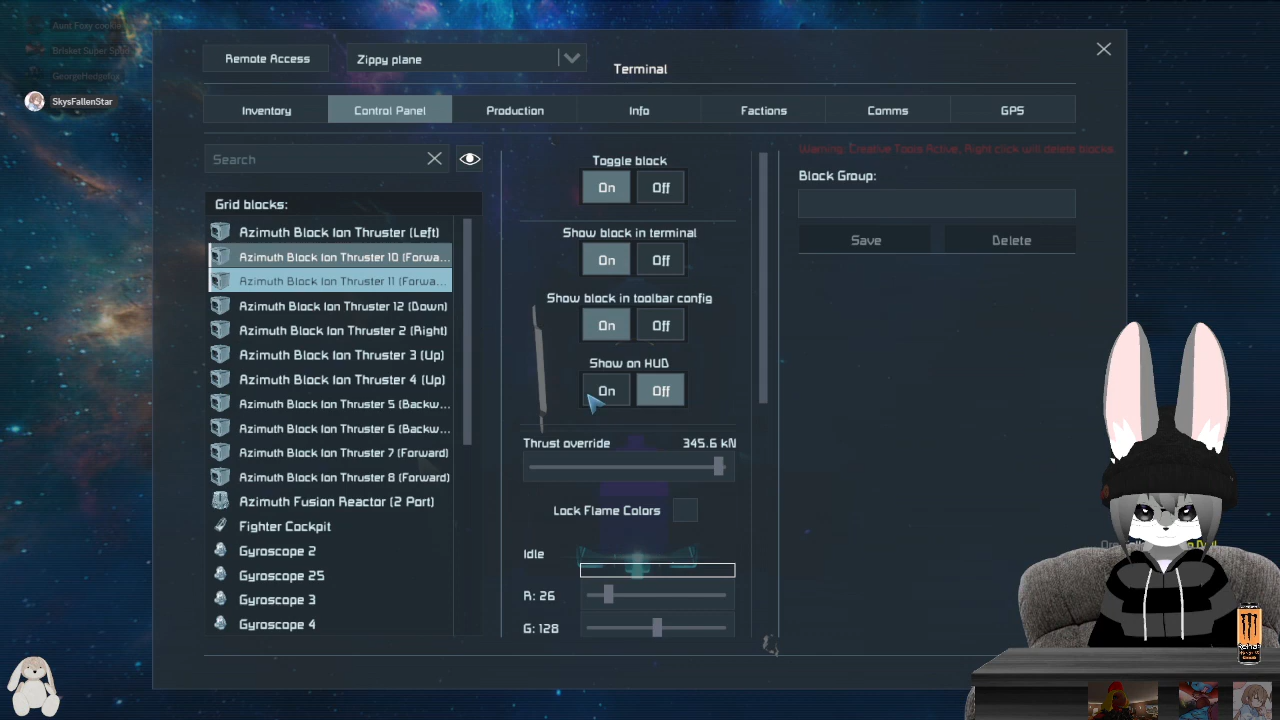 Aunt Foxy cookie
Brisket Super Sped
GeorgeHedgefox
SkysFallenStar
Remote Access
Zippy plane
Terminal
Inventory
Control Panel
Production
Info
Factions
Comms
GPS
Search
Grid blocks:
Azimuth Block Ion Thruster (Left)
Azimuth Block Ion Thruster 10 (Forwa...
Azimuth Block Ion Thruster 11 (Forwa...
Azimuth Block Ion Thruster 12 (Down)
Azimuth Block Ion Thruster 2 (Right)
Azimuth Block Ion Thruster 3 (Up)
Azimuth Block Ion Thruster 4 (Up)
Azimuth Block Ion Thruster 5 (Backw...
Azimuth Block Ion Thruster 6 (Backw...
Azimuth Block Ion Thruster 7 (Forward)
Azimuth Block Ion Thruster 8 (Forward)
Azimuth Fusion Reactor (2 Port)
Fighter Cockpit
Gyroscope 2
Gyroscope 25
Gyroscope 3
Gyroscope 4
Toggle block
On Off
Show block in terminal
On Off
Show block in toolbar config
On Off
Show on HUD
On Off
Thrust override 345.6 kN
Lock Flame Colors
Idle
R: 26
G: 128
Warning: Creative Tools Active, Right click will delete blocks.
Block Group:
Save
Delete